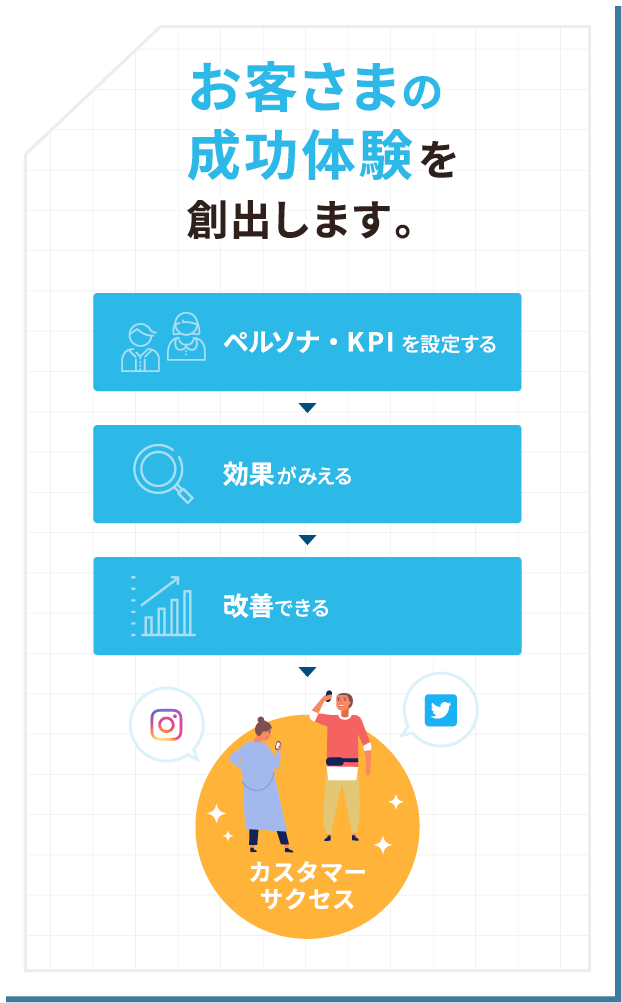 お客さまの
成功体験を
創出します。
ペルソナ・KPIを設定する
効果がみえる
改善できる
カスタマー
サクセス